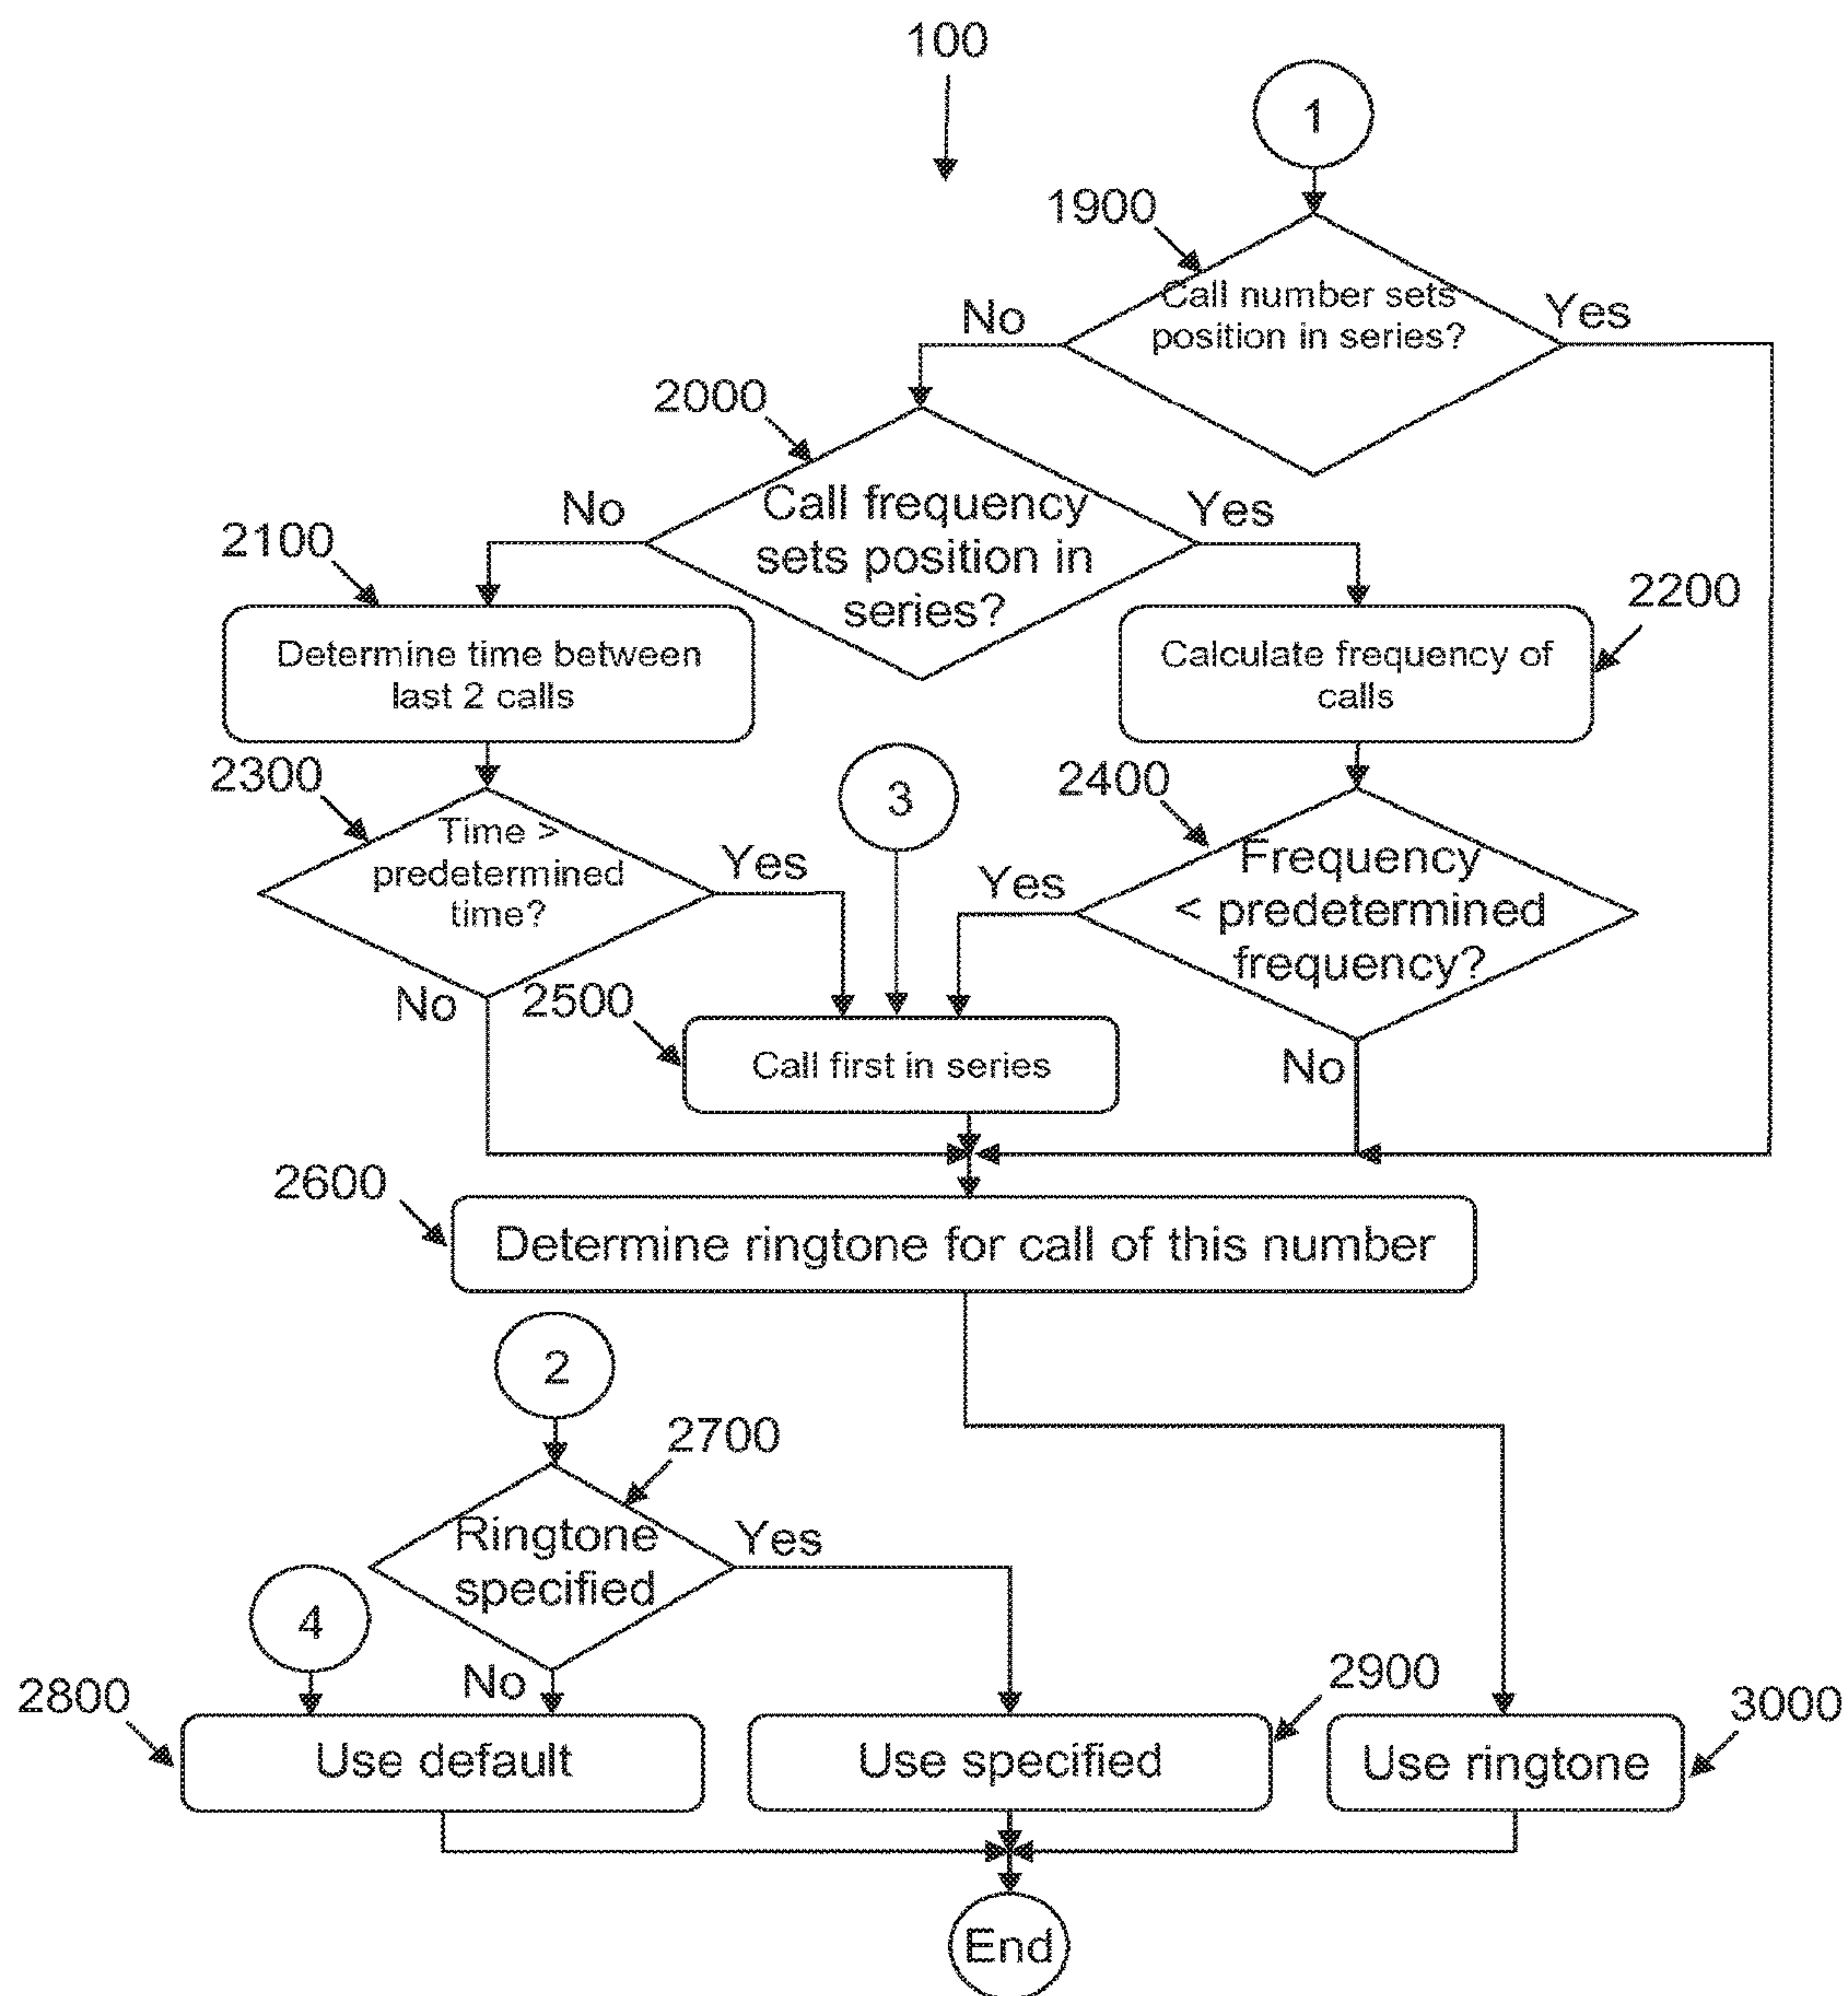 100
1
1900
Call number sets
position in series?
No
Yes
2000
Call frequency
sets position in
series?
No
Yes
2100
Determine time between
last 2 calls
2200
Calculate frequency of
calls
2300
Time >
predetermined
time?
Yes
No
3
2400
Frequency
< predetermined
frequency?
Yes
No
2500
Call first in series
2600
Determine ringtone for call of this number
2
2700
Ringtone
specified
Yes
No
4
2800
Use default
2900
Use specified
3000
Use ringtone
End